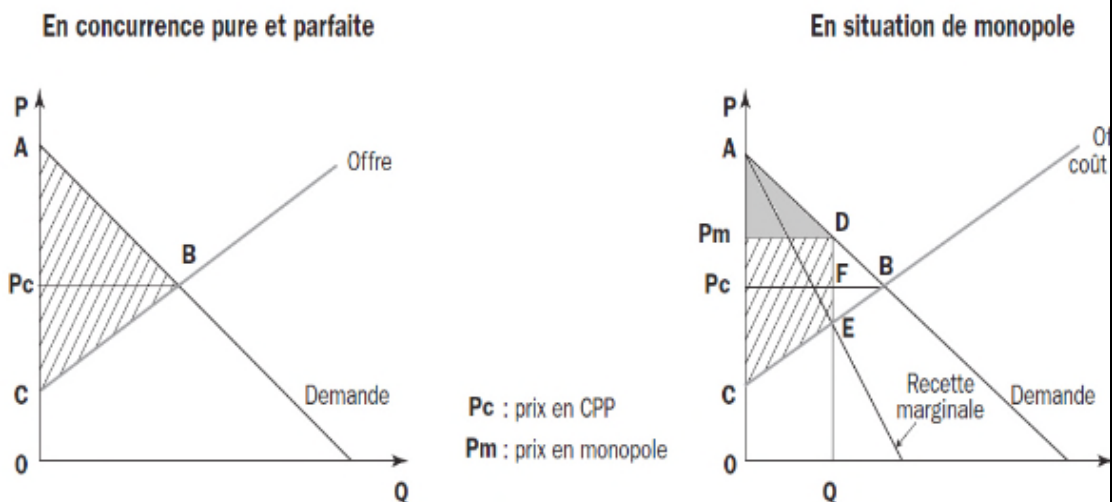 En concurrence pure et parfaite
P
A
Offre
B
Pc
C
Demande
0
Q
Pc : prix en CPP
Pm : prix en monopole
En situation de monopole
P
A
coût
Pm
D
F
B
Pc
E
C
Recette
marginale
Demande
0
Q